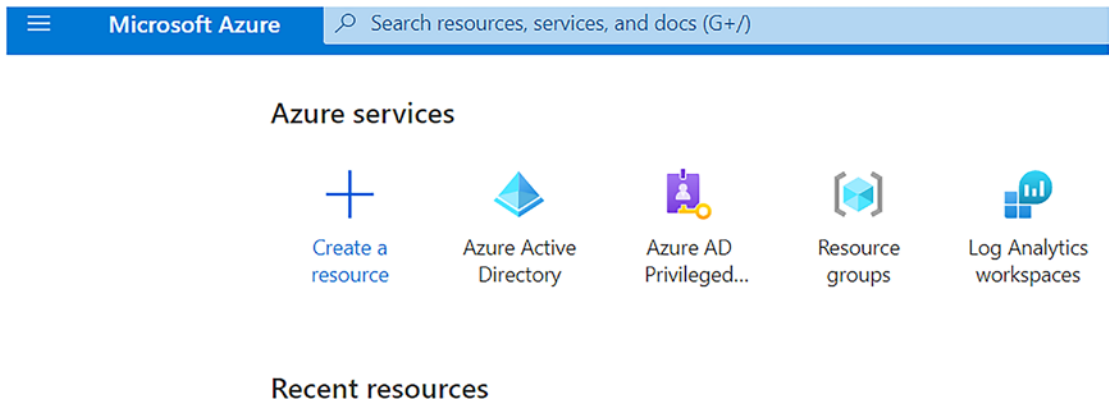 Microsoft Azure
Search resources, services, and docs (G+/)
Azure services
Create a
resource
Azure Active
Directory
Azure AD
Privileged...
Resource
groups
Log Analytics
workspaces
Recent resources